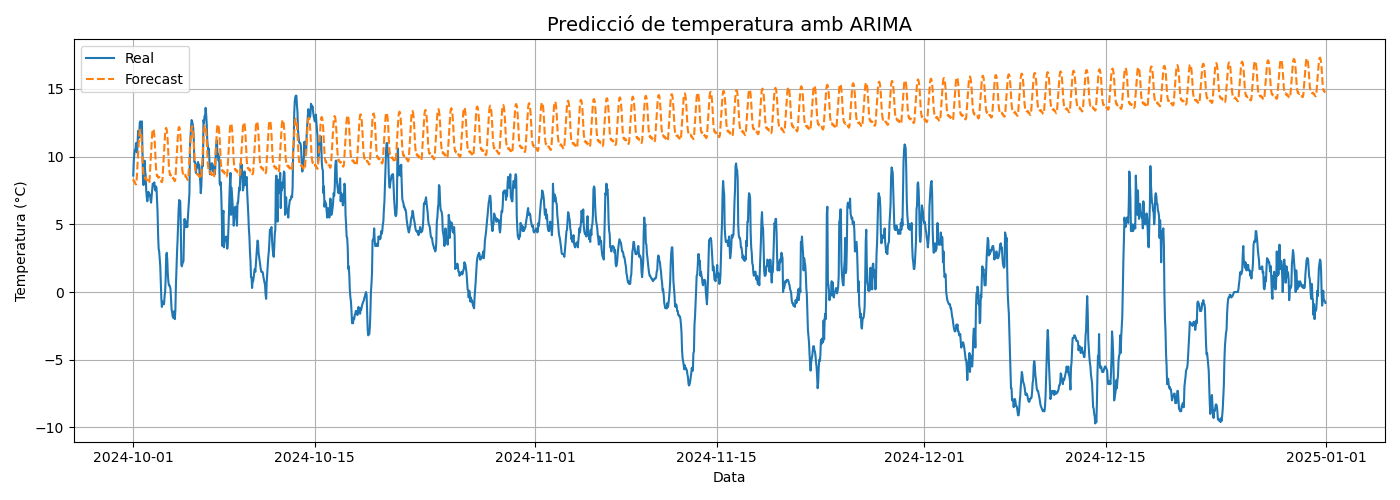 Predicció de temperatura amb ARIMA
Real
Forecast
Temperatura (°C)
15
10
5
0
−5
−10
2024-10-01
2024-10-15
2024-11-01
2024-11-15
2024-12-01
2024-12-15
2025-01-01
Data